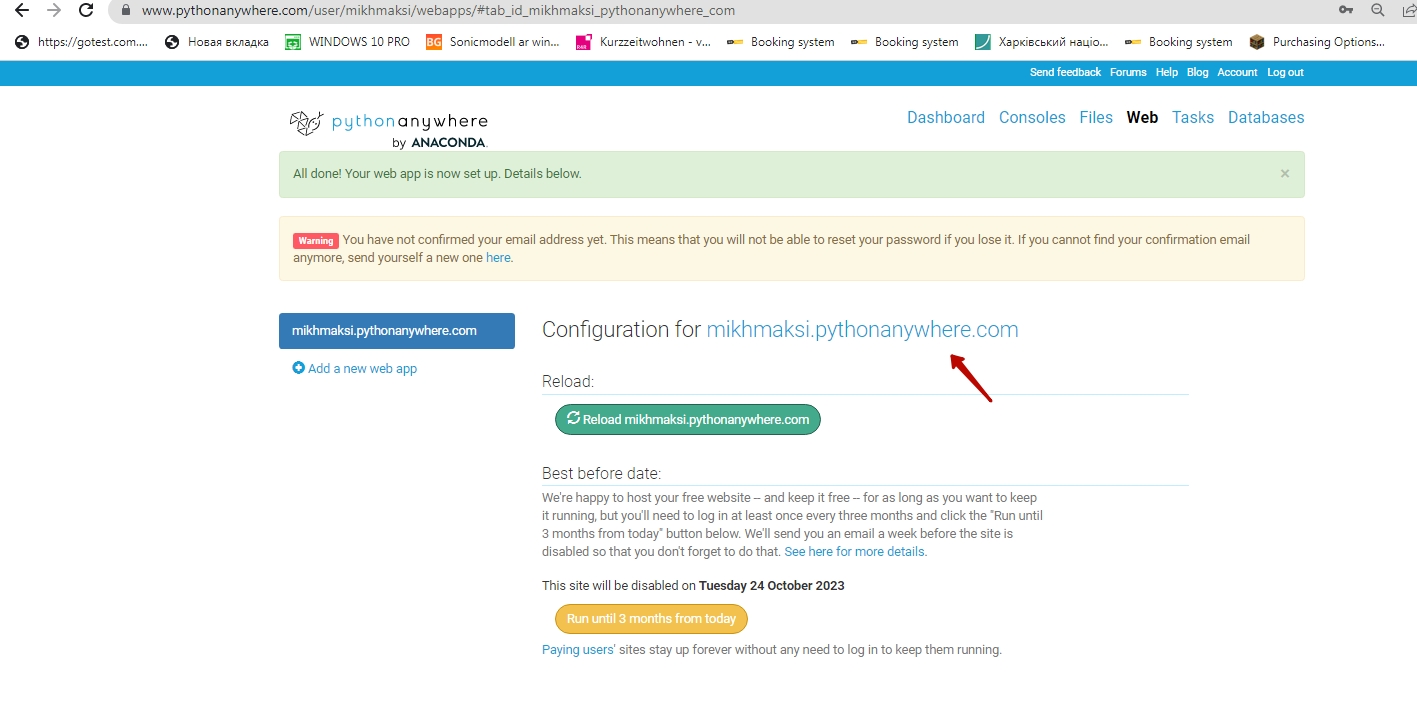 www.pythonanywhere.com/user/mikhmaksi/webapps/#tab_id_mikhmaksi_pythonanywhere_com
https://gotest.com.... Новая вкладка WINDOWS 10 PRO BG Sonicmodell ar win... Kurzzeitwohnen - v... Booking system Booking system Харківський націо... Booking system Purchasing Options...
Send feedback Forums Help Blog Account Log out
pythonanywhere
by ANACONDA.
Dashboard Consoles Files Web Tasks Databases
All done! Your web app is now set up. Details below. ×
Warning You have not confirmed your email address yet. This means that you will not be able to reset your password if you lose it. If you cannot find your confirmation email
anymore, send yourself a new one here.
mikhmaksi.pythonanywhere.com
Add a new web app
Configuration for mikhmaksi.pythonanywhere.com
Reload:
Reload mikhmaksi.pythonanywhere.com
Best before date:
We're happy to host your free website -- and keep it free -- for as long as you want to keep
it running, but you'll need to log in at least once every three months and click the "Run until
3 months from today" button below. We'll send you an email a week before the site is
disabled so that you don't forget to do that. See here for more details.
This site will be disabled on Tuesday 24 October 2023
Run until 3 months from today
Paying users' sites stay up forever without any need to log in to keep them running.